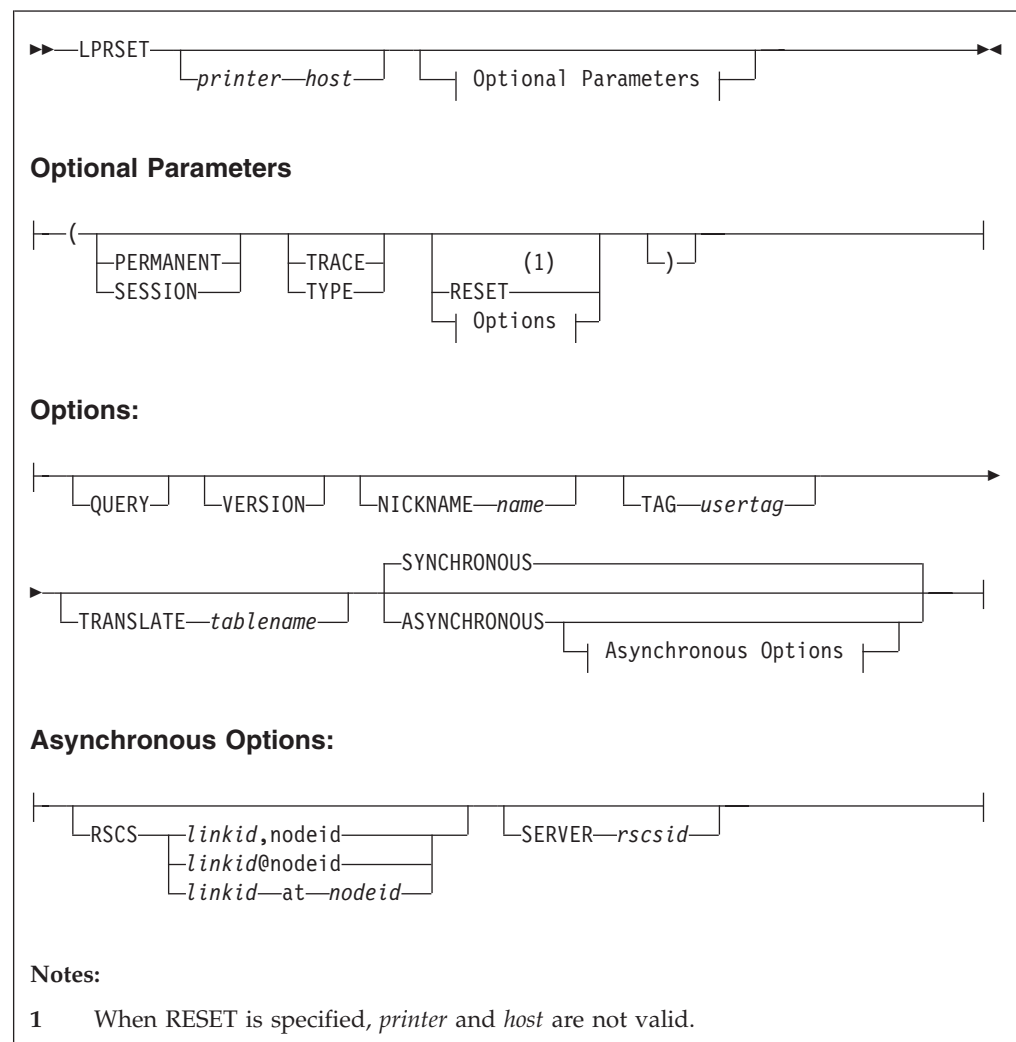 LPRSET
printer host Optional Parameters
Optional Parameters
(
PERMANENT TRACE (1) )
SESSION TYPE RESET
Options
Options:
QUERY VERSION NICKNAME name TAG usertag
SYNCHRONOUS
TRANSLATE tablename ASYNCHRONOUS
Asynchronous Options
Asynchronous Options:
RSCS linkid,nodeid SERVER rscsid
linkid@nodeid
linkid at nodeid
Notes:
1 When RESET is specified, printer and host are not valid.